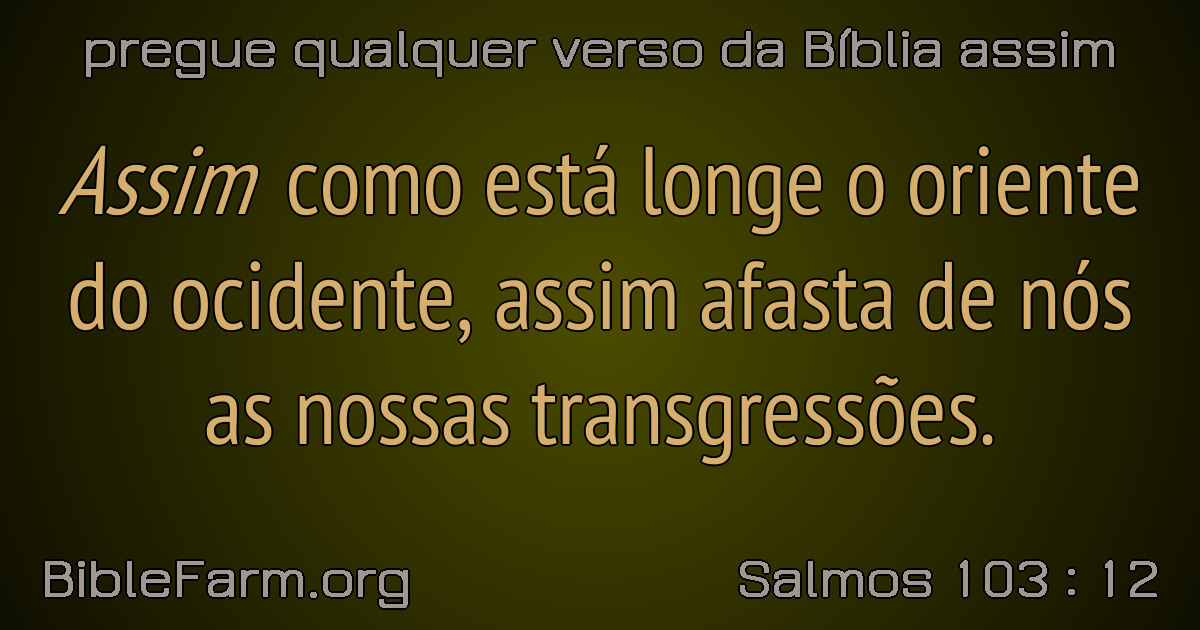 pregue qualquer verso da Bíblia assim
Assim como está longe o oriente
do ocidente, assim afasta de nós
as nossas transgressões.
BibleFarm.org
Salmos 103 : 12